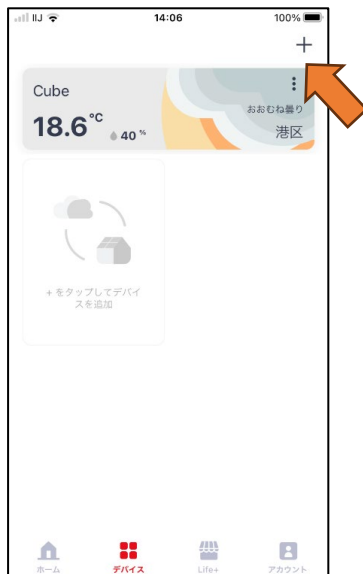 IIJ 14:06 100%
+
Cube
おおむね曇り
18.6℃ 40% 港区
+ をタップしてデバイ
スを追加
ホーム デバイス Life+ アカウント